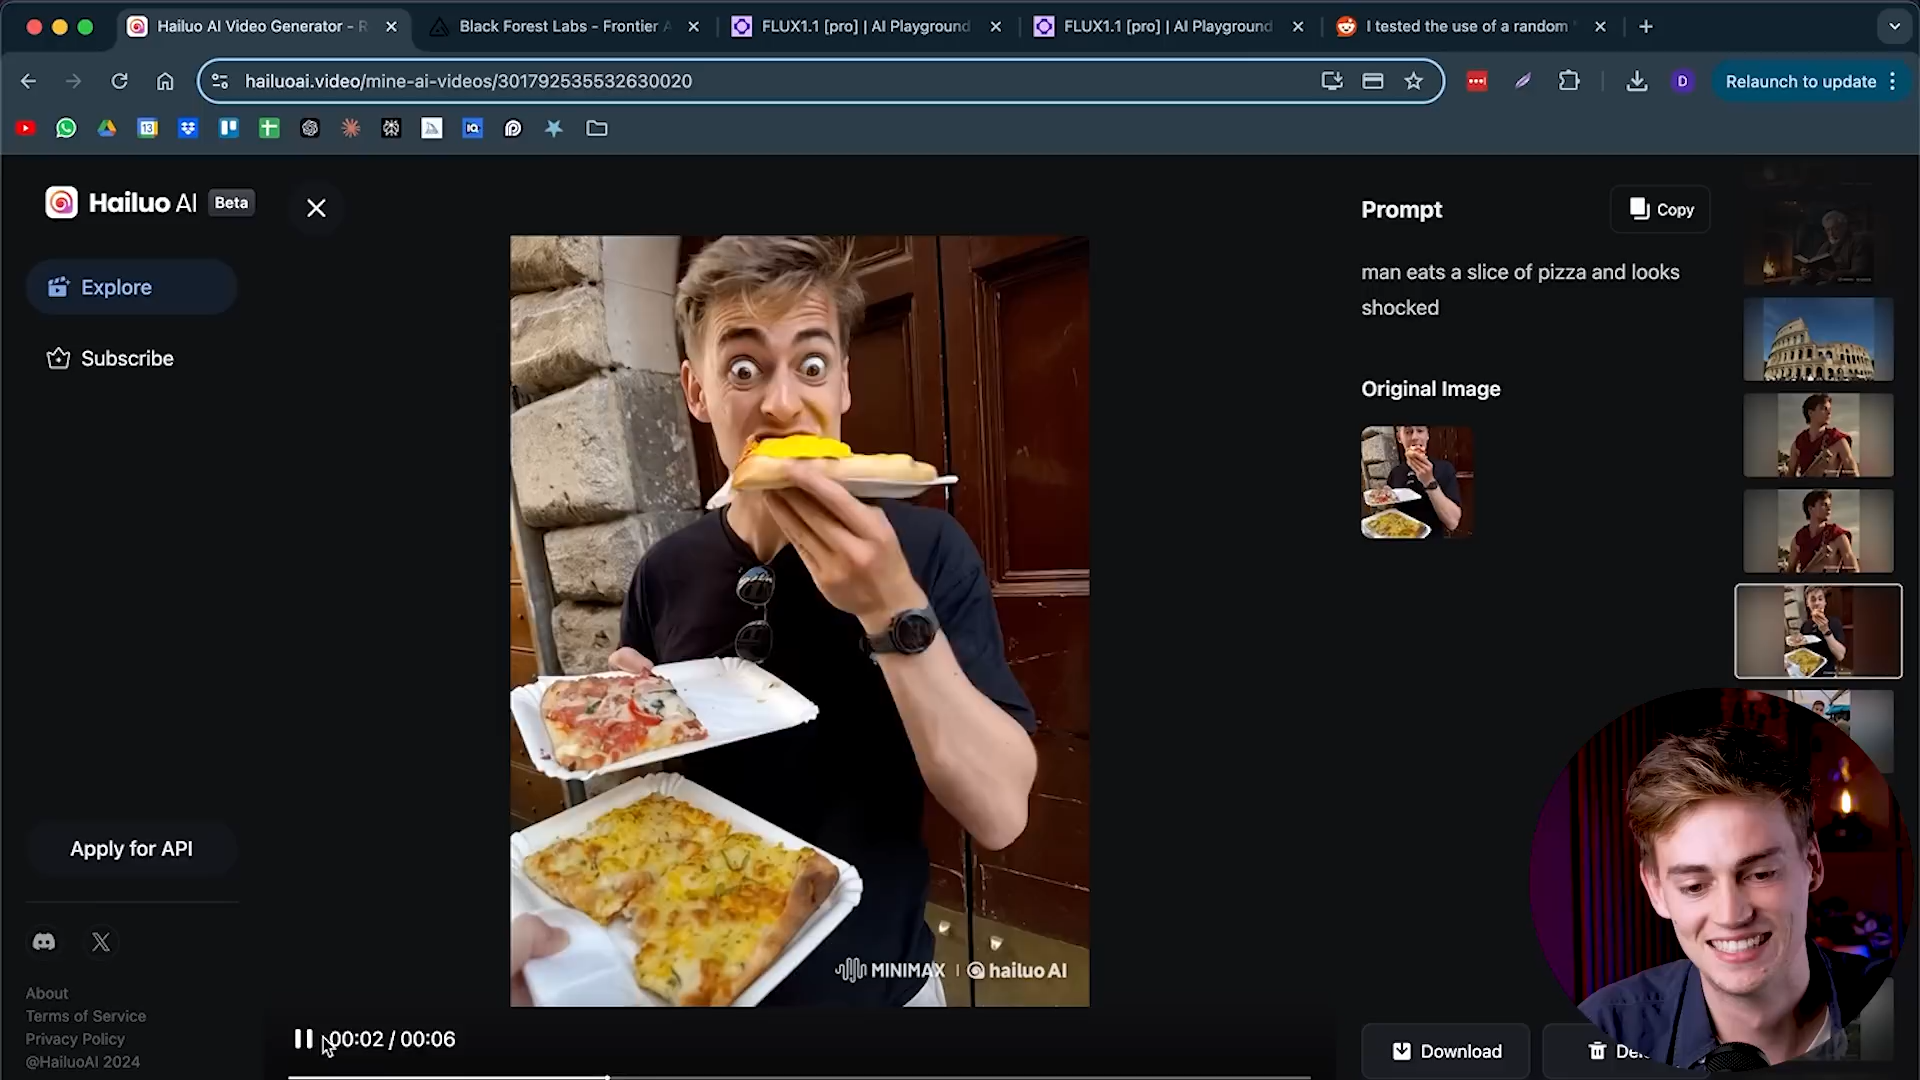 Hailuo AI Video Generator - R
Black Forest Labs - Frontier A
FLUX1.1 [pro] | AI Playground
FLUX1.1 [pro] | AI Playground
I tested the use of a random "
hailuoai.video/mine-ai-videos/301792535532630020
D
Relaunch to update
13
IQ
Hailuo AI
Beta
Explore
Subscribe
Apply for API
About
Terms of Service
Privacy Policy
@HailuoAI 2024
MINIMAX | hailuo AI
00:02 / 00:06
Prompt
Copy
man eats a slice of pizza and looks
shocked
Original Image
Download